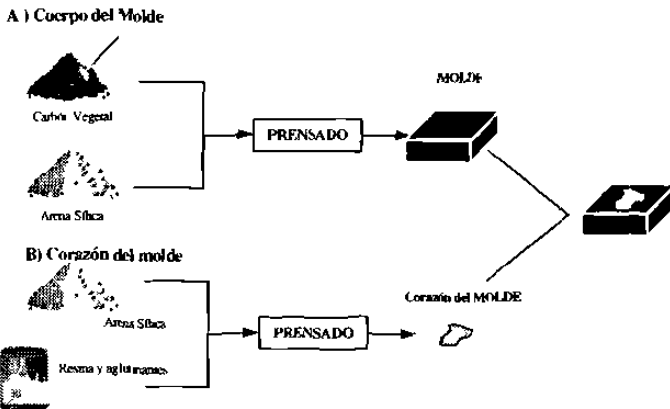 A ) Cuerpo del Molde
MOLDE
Carbón Vegetal
PRENSADO
Arena Sílica
B) Corazón del molde
Corazón del MOLDE
Arena Sílica
PRENSADO
Resina y aglutinantes